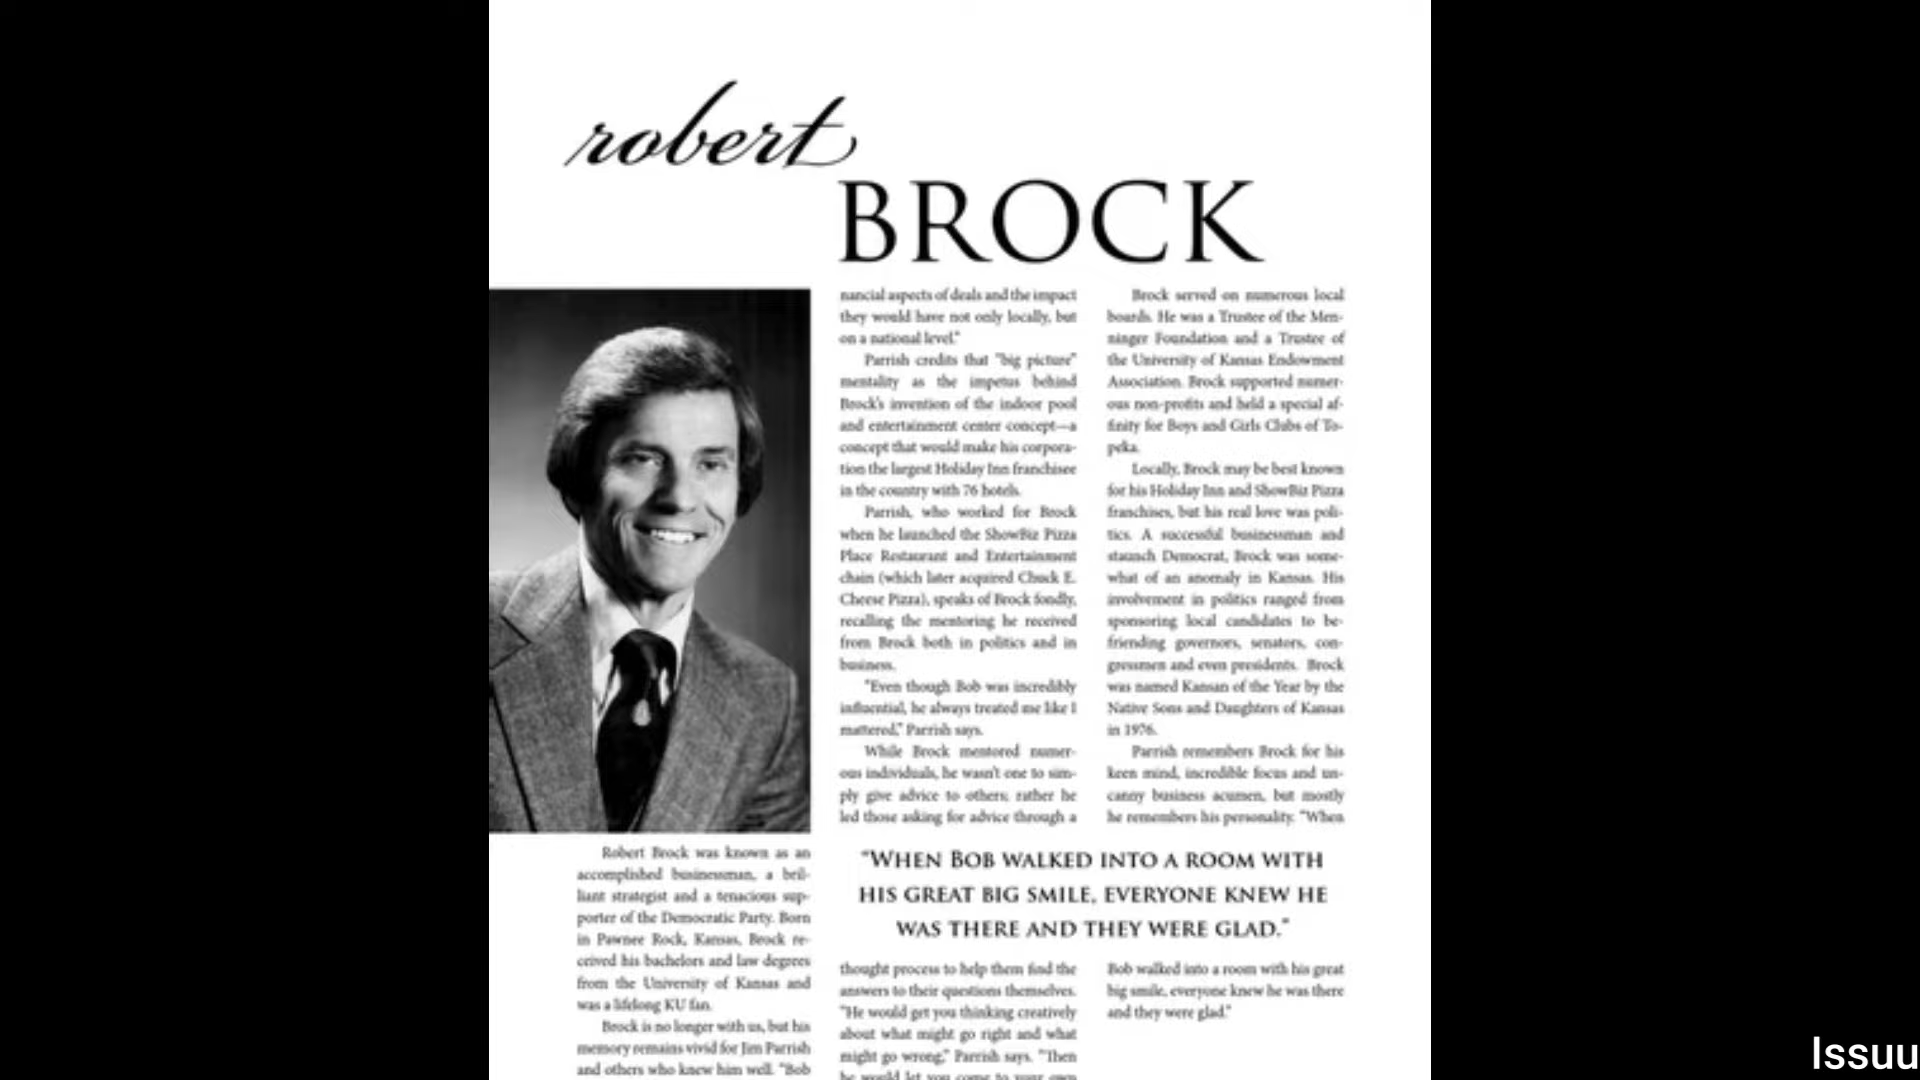 robert
BROCK
Robert Brock was known as an
accomplished businessman, a bril-
liant strategist and a tenacious sup-
porter of the Democratic Party. Born
in Pawnee Rock, Kansas, Brock re-
ceived his bachelors and law degrees
from the University of Kansas and
was a lifelong KU fan.
Brock is no longer with us, but his
memory remains vivid for Jim Parrish
and others who knew him well. "Bob
nancial aspects of deals and the impact
they would have not only locally, but
on a national level."
Parrish credits that "big picture"
mentality as the impetus behind
Brock's invention of the indoor pool
and entertainment center concept—a
concept that would make his corpora-
tion the largest Holiday Inn franchisee
in the country with 76 hotels.
Parrish, who worked for Brock
when he launched the ShowBiz Pizza
Place Restaurant and Entertainment
chain (which later acquired Chuck E.
Cheese Pizza), speaks of Brock fondly,
recalling the mentoring he received
from Brock both in politics and in
business.
"Even though Bob was incredibly
influential, he always treated me like I
mattered," Parrish says.
While Brock mentored numer-
ous individuals, he wasn't one to sim-
ply give advice to others; rather he
led those asking for advice through a
thought process to help them find the
answers to their questions themselves.
"He would get you thinking creatively
about what might go right and what
might go wrong," Parrish says. "Then
he would let you come to your own
Brock served on numerous local
boards. He was a Trustee of the Men-
ninger Foundation and a Trustee of
the University of Kansas Endowment
Association. Brock supported numer-
ous non-profits and held a special af-
finity for Boys and Girls Clubs of To-
peka.
Locally, Brock may be best known
for his Holiday Inn and ShowBiz Pizza
franchises, but his real love was poli-
tics. A successful businessman and
staunch Democrat, Brock was some-
what of an anomaly in Kansas. His
involvement in politics ranged from
sponsoring local candidates to be-
friending governors, senators, con-
gressmen and even presidents. Brock
was named Kansan of the Year by the
Native Sons and Daughters of Kansas
in 1976.
Parrish remembers Brock for his
keen mind, incredible focus and un-
canny business acumen, but mostly
he remembers his personality. "When
Bob walked into a room with his great
big smile, everyone knew he was there
and they were glad."
"WHEN BOB WALKED INTO A ROOM WITH
HIS GREAT BIG SMILE, EVERYONE KNEW HE
WAS THERE AND THEY WERE GLAD."
Issuu